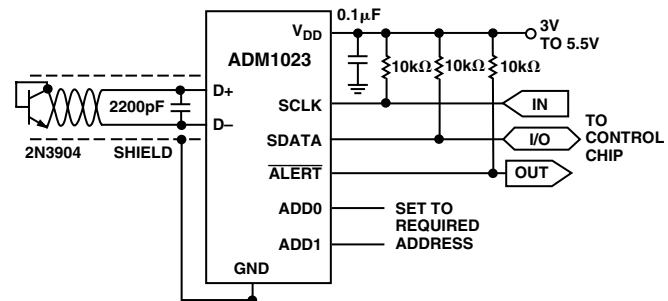 0.1µF
V_DD
3V
TO 5.5V
ADM1023
10kΩ
10kΩ
10kΩ
D+
2200pF
SCLK
IN
D–
SDATA
I/O
TO
CONTROL
CHIP
2N3904
SHIELD
ALERT
OUT
ADD0
SET TO
REQUIRED
ADD1
ADDRESS
GND